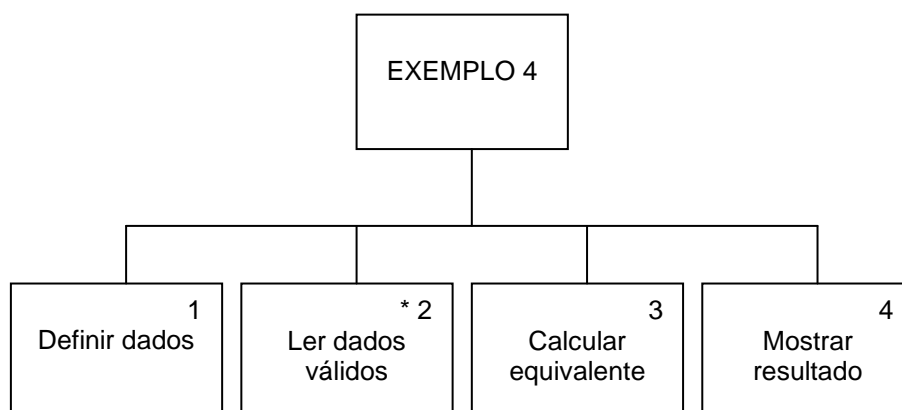 EXEMPLO 4
1
Definir dados
* 2
Ler dados
válidos
3
Calcular
equivalente
4
Mostrar
resultado